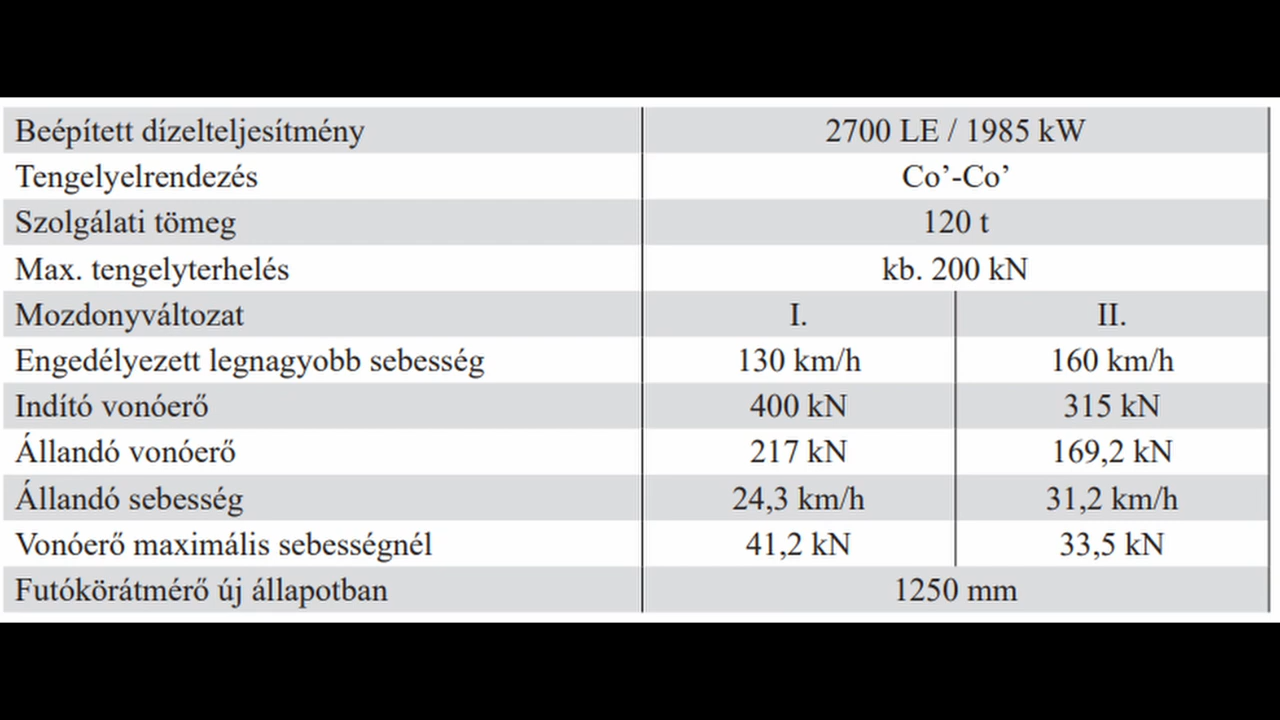 Beépített dízelteljesítmény 2700 LE / 1985 kW
Tengelyelrendezés Co’-Co’
Szolgálati tömeg 120 t
Max. tengelyterhelés kb. 200 kN
Mozdonyváltozat I. II.
Engedélyezett legnagyobb sebesség 130 km/h 160 km/h
Indító vonóerő 400 kN 315 kN
Állandó vonóerő 217 kN 169,2 kN
Állandó sebesség 24,3 km/h 31,2 km/h
Vonóerő maximális sebességnél 41,2 kN 33,5 kN
Futókörátmérő új állapotban 1250 mm